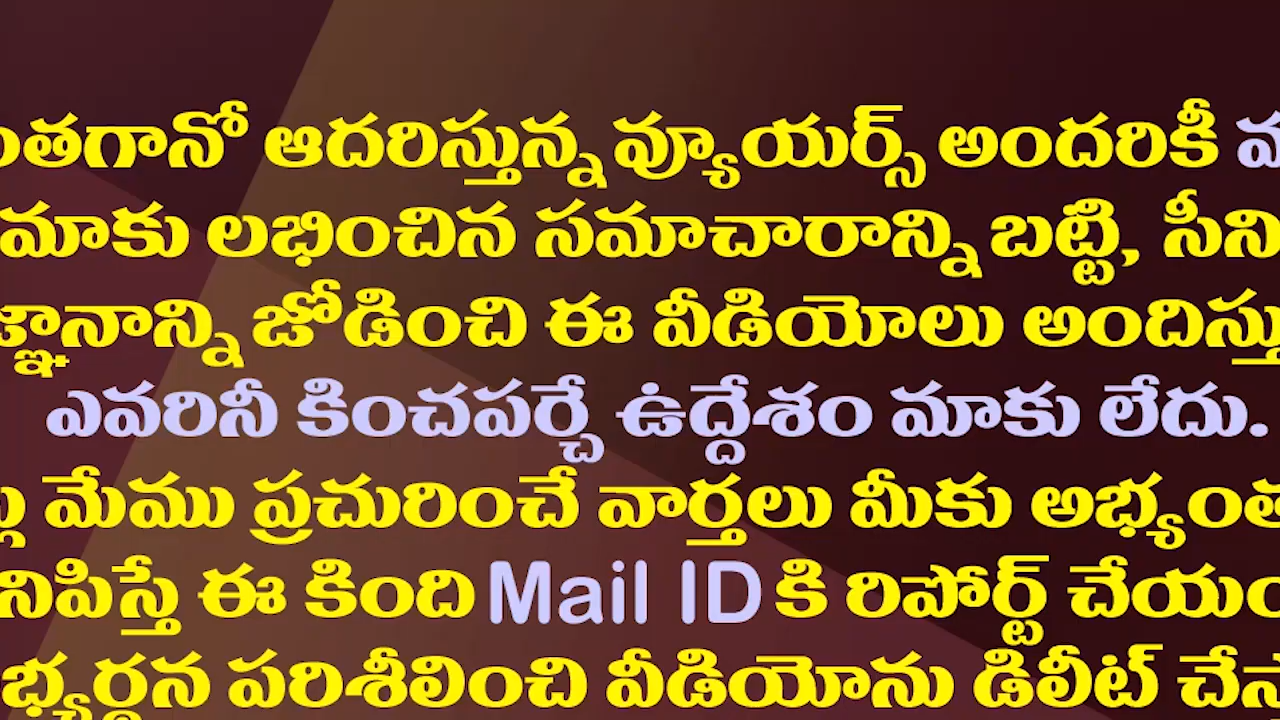 ఆదరిస్తున్న వ్యూయర్స్ అందరికీ
మాకు లభించిన సమాచారాన్ని బట్టి,
జోడించి ఈ వీడియోలు
ఎవరినీ కించపర్చే ఉద్దేశం మాకు లేదు.
మేము ప్రచురించే వార్తలు మీకు
ఈ కింది Mail ID కి రిపోర్ట్
పరిశీలించి వీడియోను డిలీట్